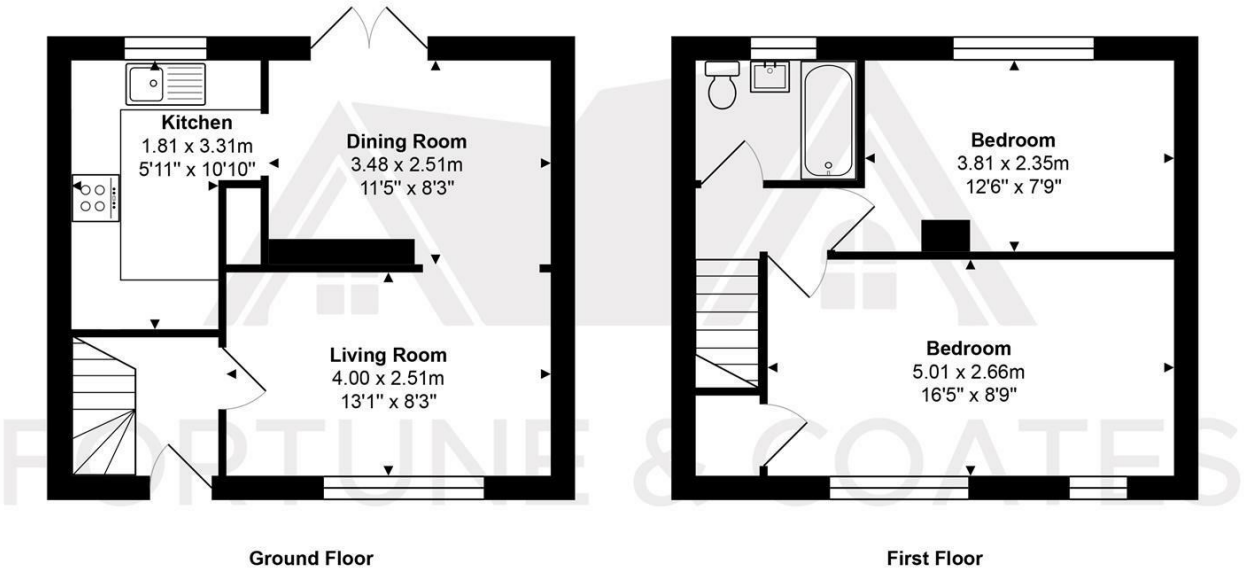 Kitchen
1.81 x 3.31m
5'11" x 10'10"
Dining Room
3.48 x 2.51m
11'5" x 8'3"
Living Room
4.00 x 2.51m
13'1" x 8'3"
Bedroom
3.81 x 2.35m
12'6" x 7'9"
Bedroom
5.01 x 2.66m
16'5" x 8'9"
FORTUNE & COATES
Ground Floor
First Floor